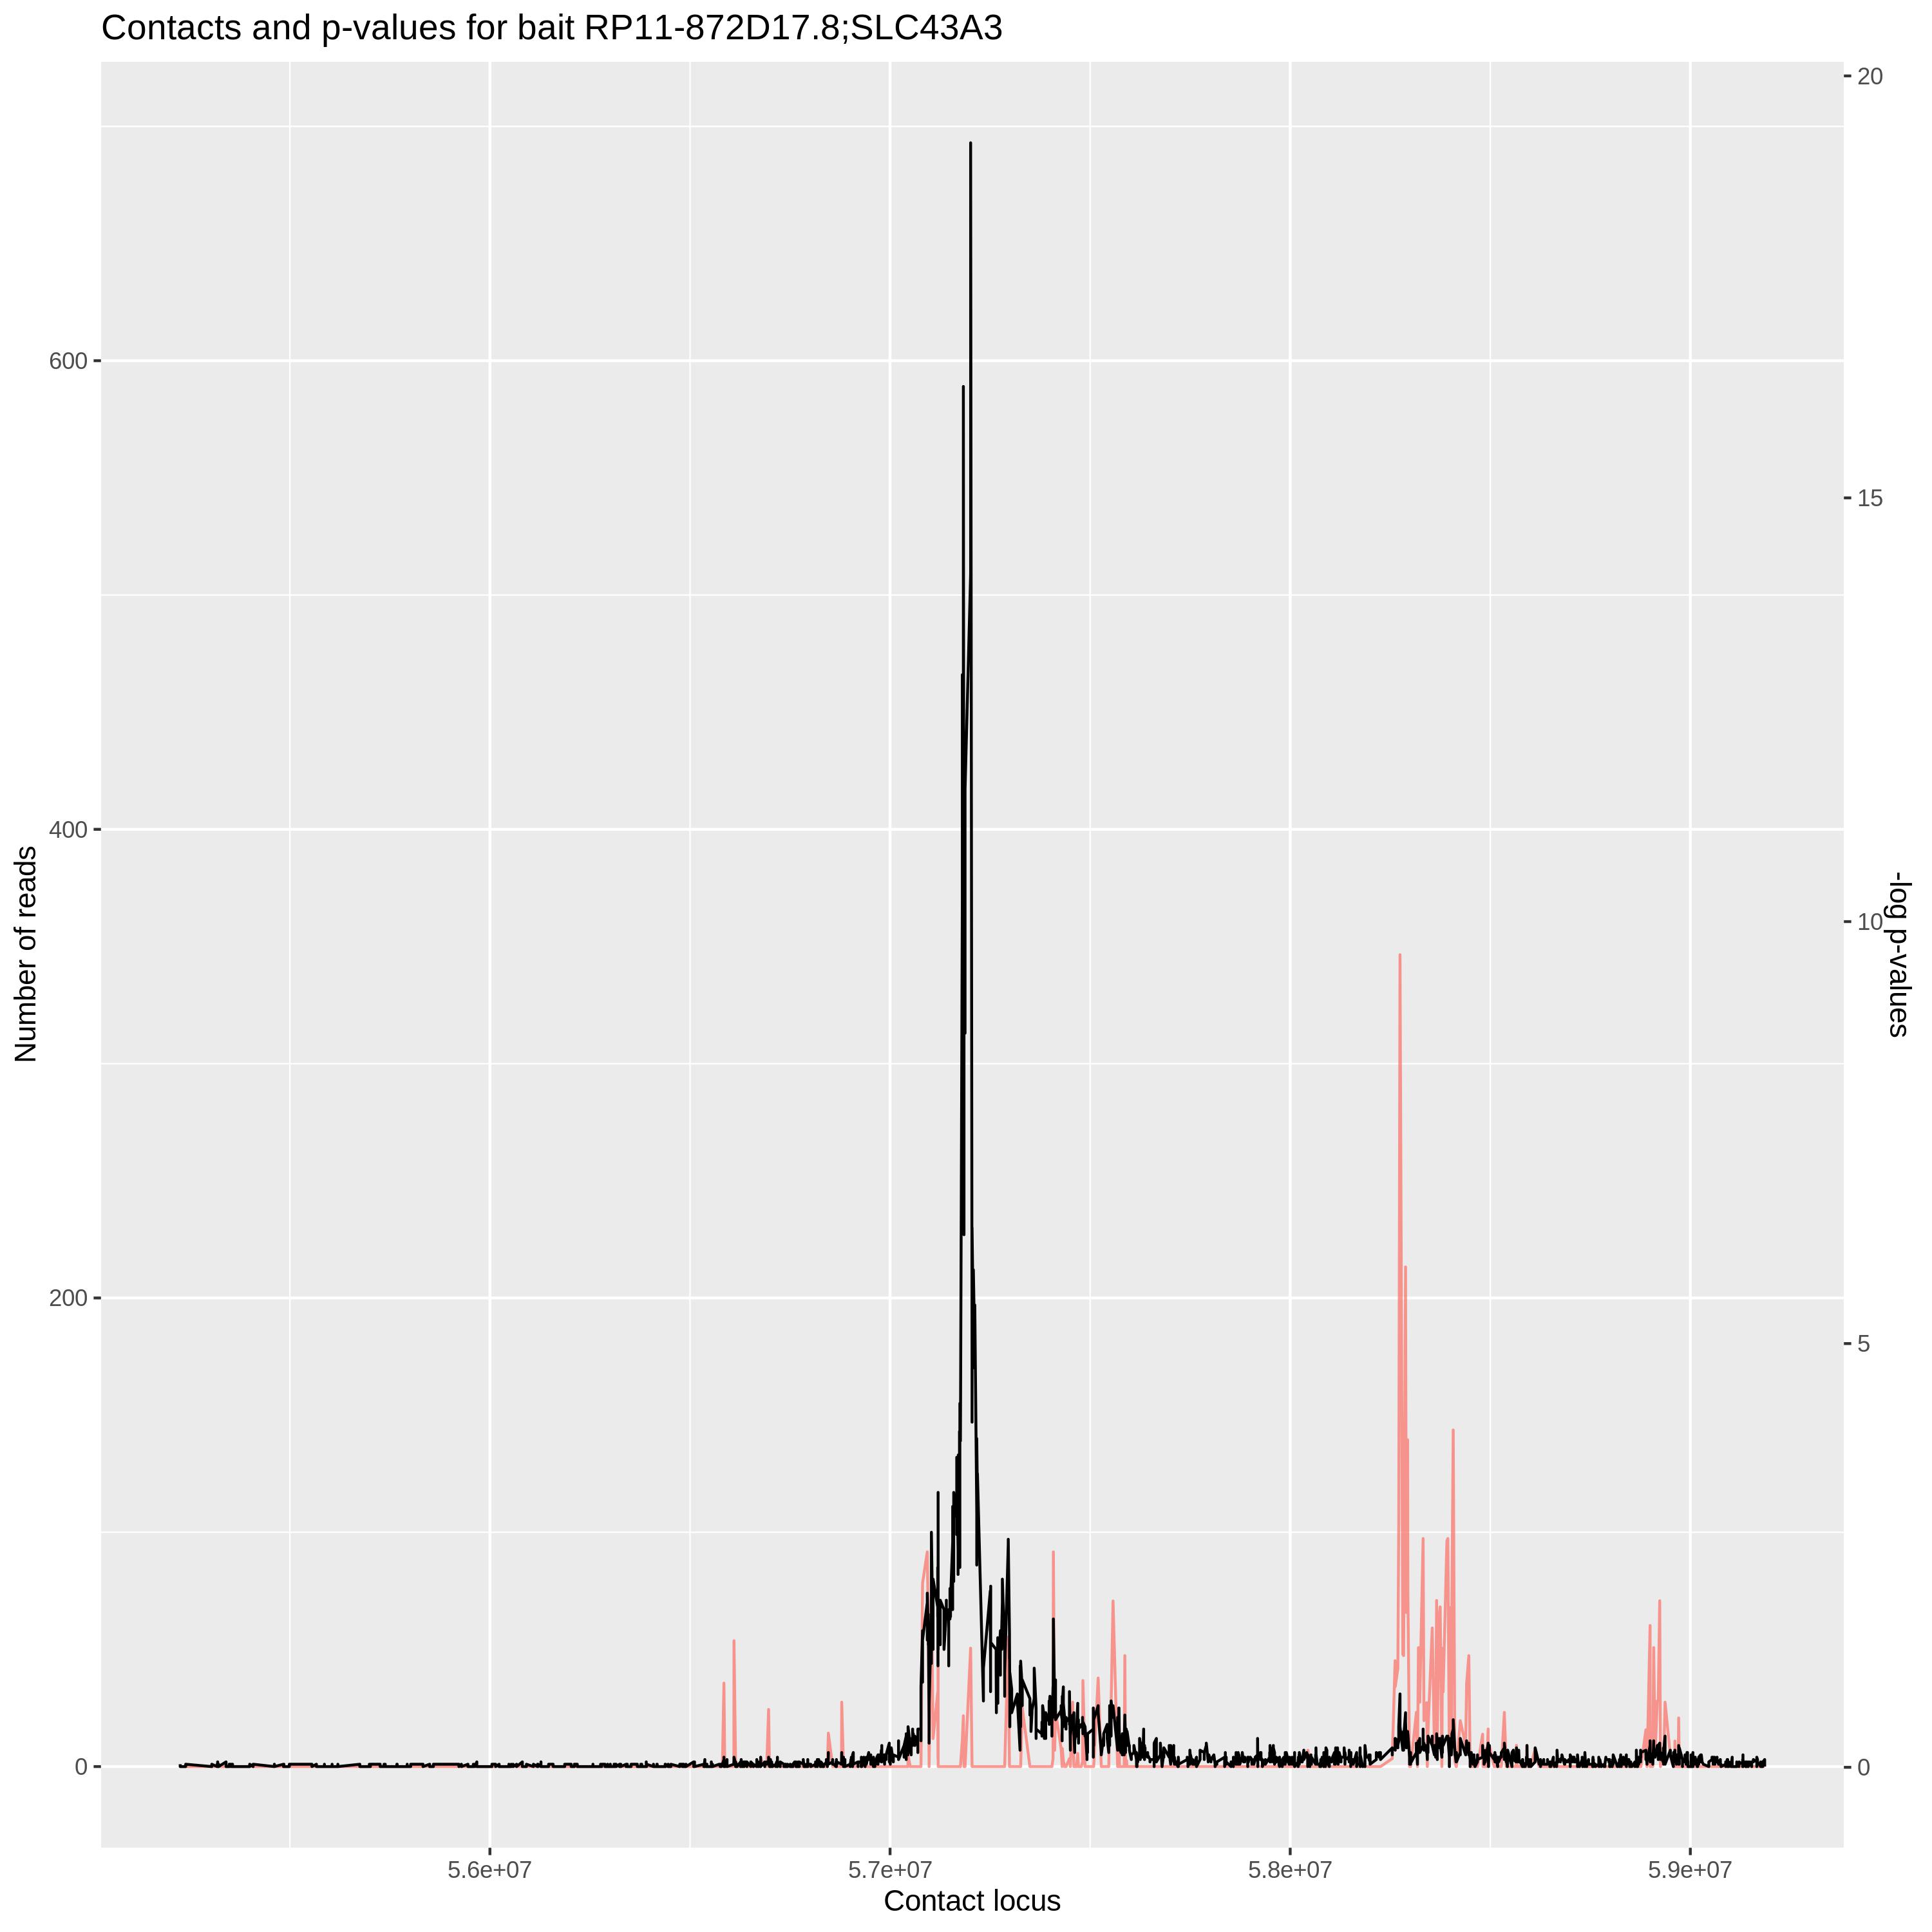 Contacts and p-values for bait RP11-872D17.8;SLC43A3
Number of reads
600
400
200
0
20
15
10
5
0
-log p-values
5.6e+07
5.7e+07
5.8e+07
5.9e+07
Contact locus